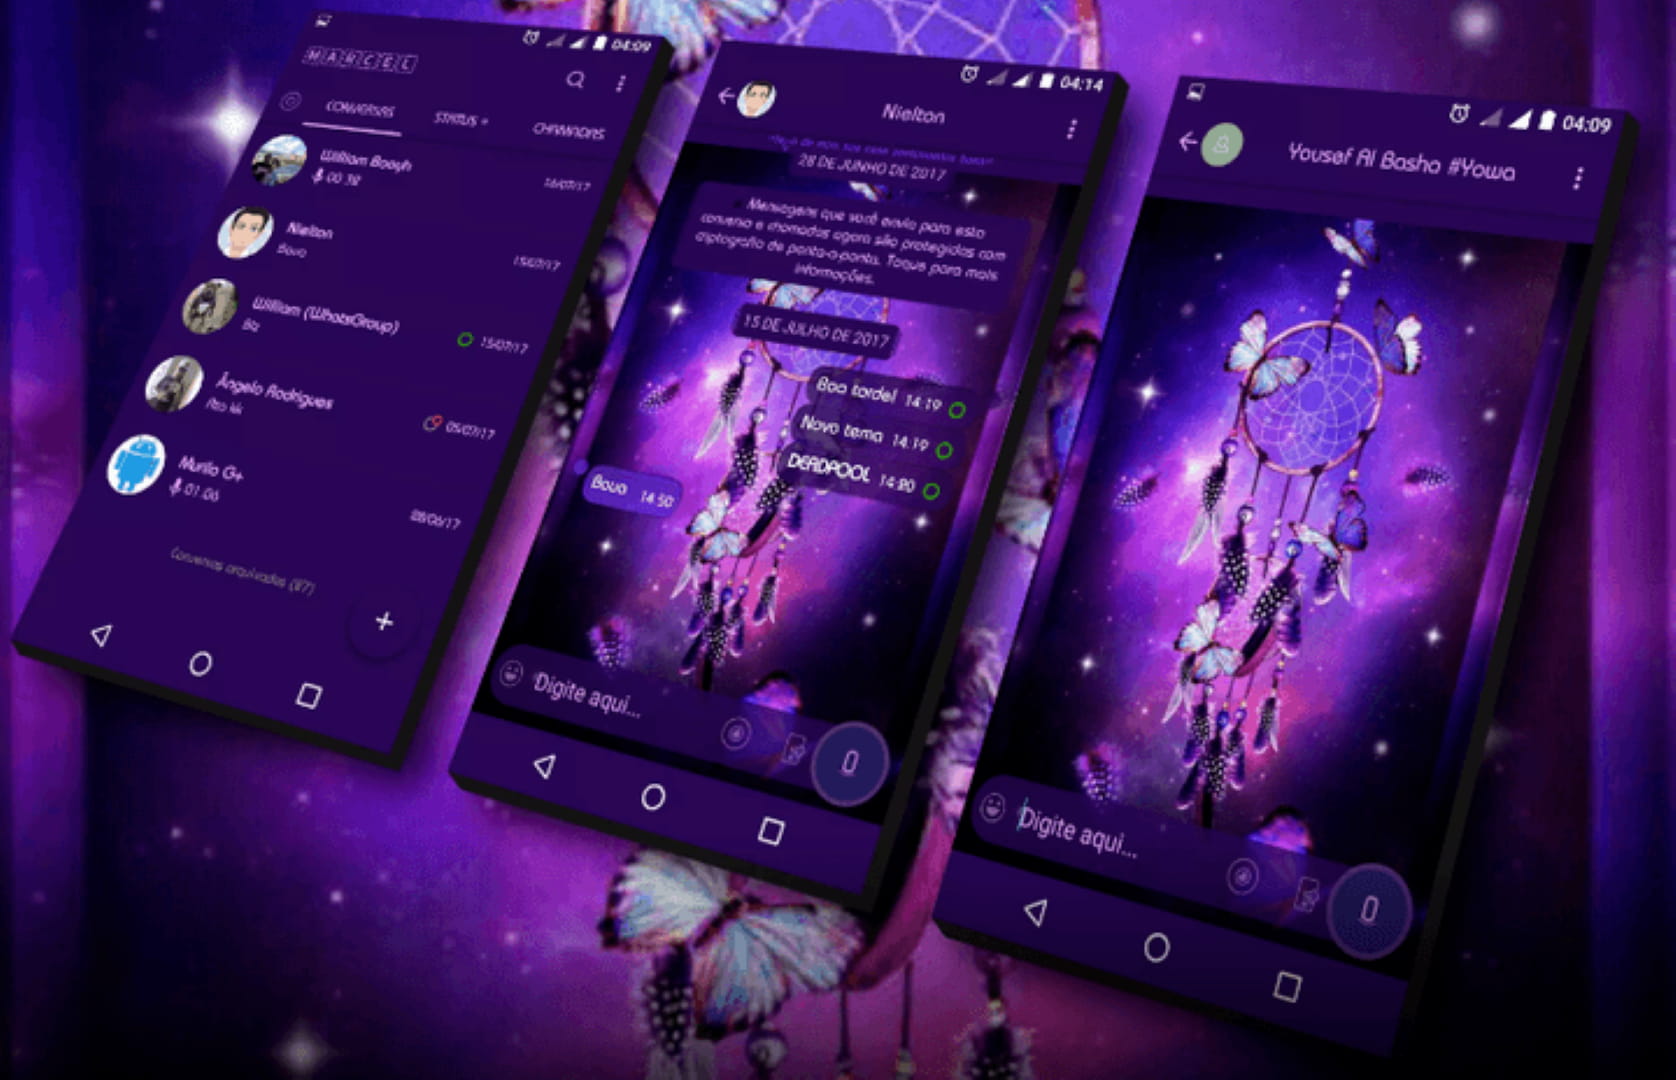 04:09
MARCEL
CONVERSAS
STATUS
CHAMADAS
William Boogh
00:38
16/07/17
Nielton
Boua
15/07/17
William (WhatsGroup)
Blz
15/07/17
Ângelo Rodrigues
05/07/17
Murilo G+
01:06
28/06/17
Conversas arquivadas (87)
04:14
Nielton
28 DE JUNHO DE 2017
Mensagens que você envia para esta
conversa e chamadas agora são protegidas com
criptografia de ponta-a-ponta. Toque para mais
informações.
15 DE JULHO DE 2017
Boa tarde! 14:19
Novo tema 14:19
DEADPOOL 14:20
Boua 14:50
Digite aqui...
04:09
Yousef Al Basha #Yowa
Digite aqui...